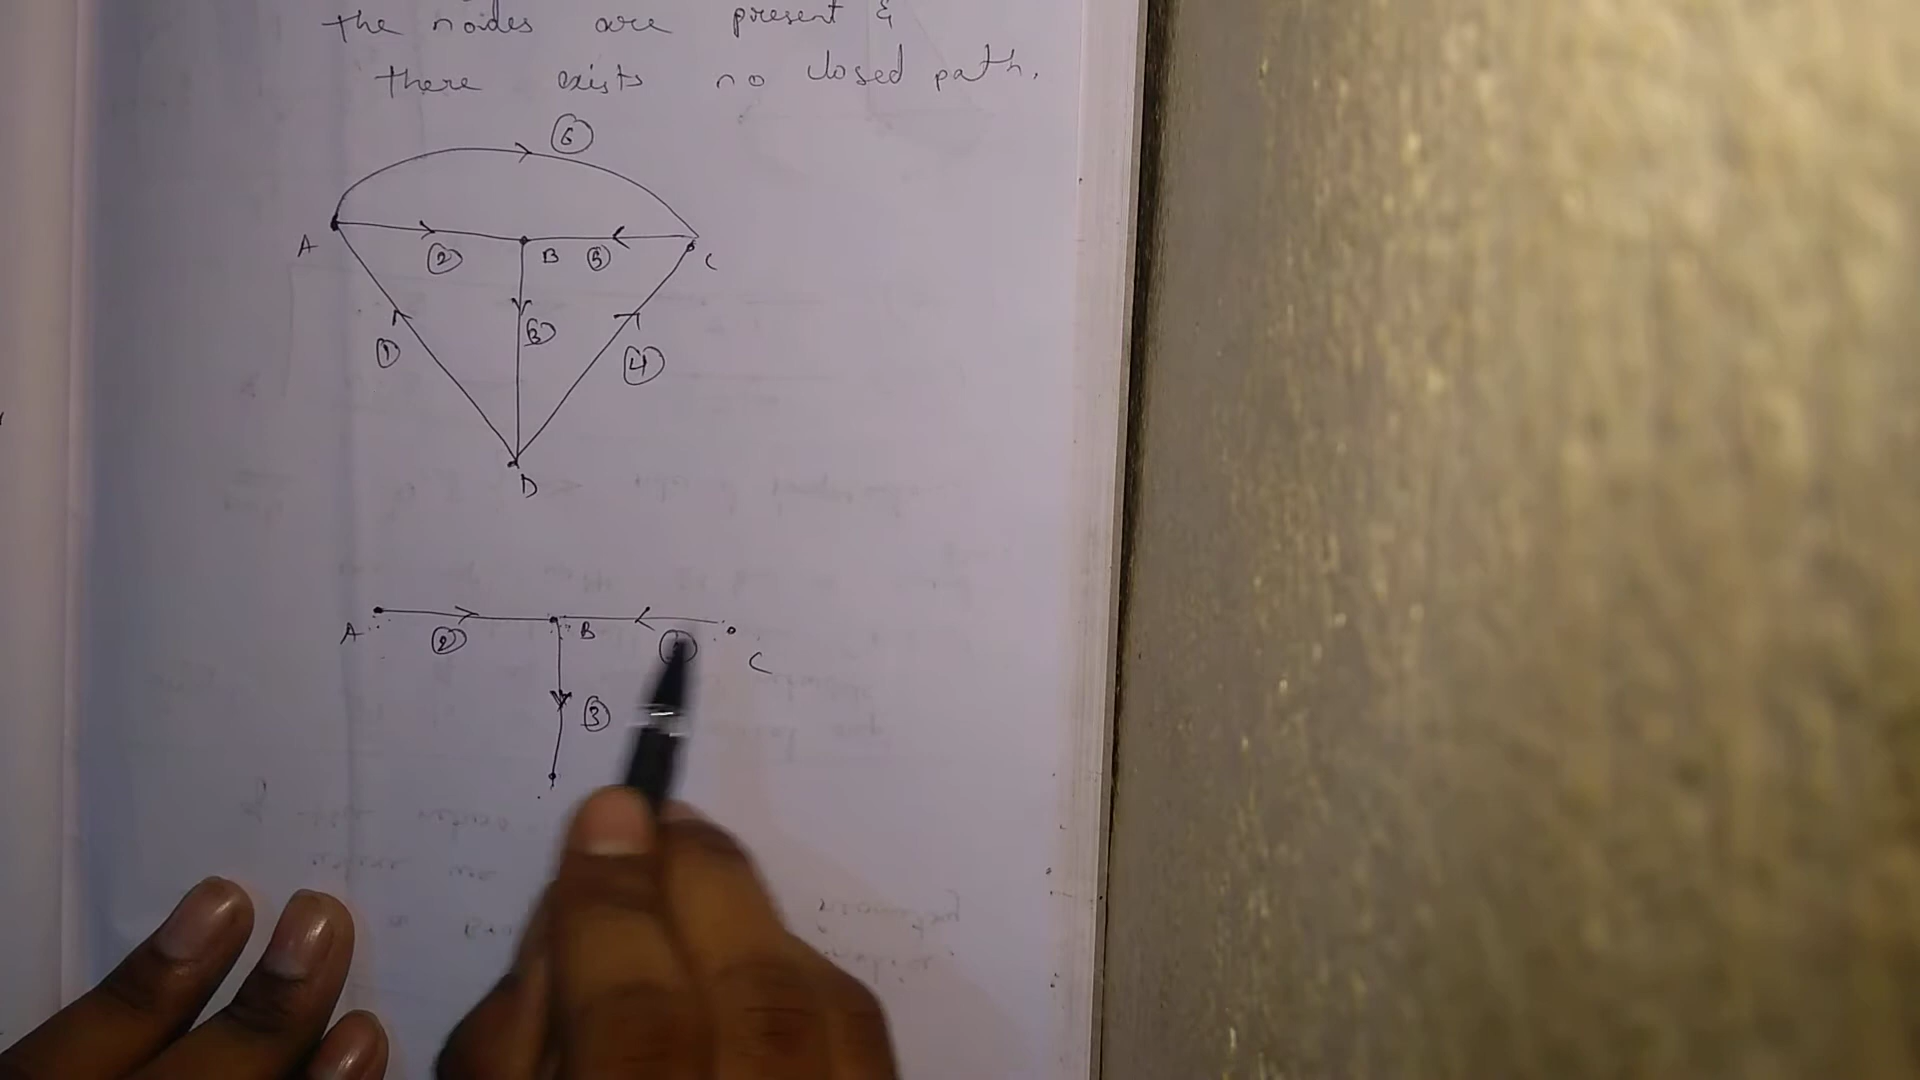 the nodes are present &
there exists no closed path.
6
A 2 B 5 C
1 3 4
D
A 2 B C
3